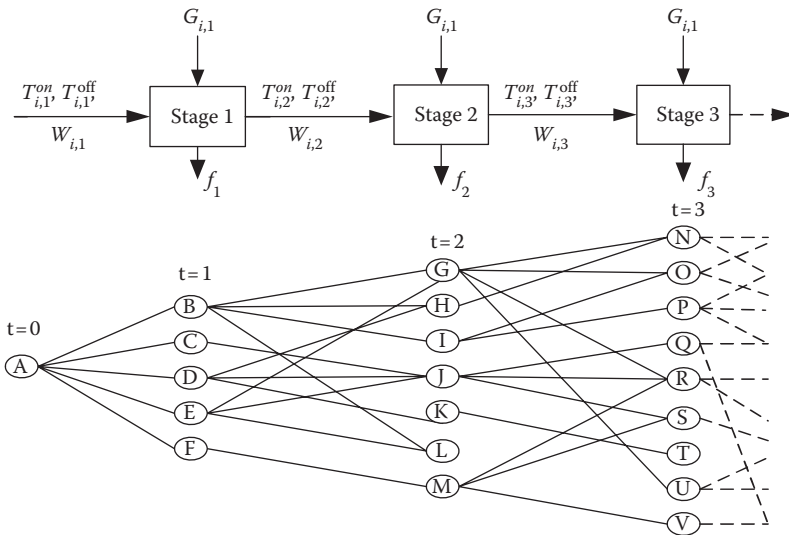 G_{i,1} G_{i,1} G_{i,1}
T^{on}_{i,1}, T^{off}_{i,1}, T^{on}_{i,2}, T^{off}_{i,2}, T^{on}_{i,3}, T^{off}_{i,3},
Stage 1 Stage 2 Stage 3
W_{i,1} W_{i,2} W_{i,3}
f_1 f_2 f_3
t=3
N
t=2
G
t=1
O
B
H
P
t=0
C
I
Q
A
D
J
R
E
K
S
F
L
T
M
U
V